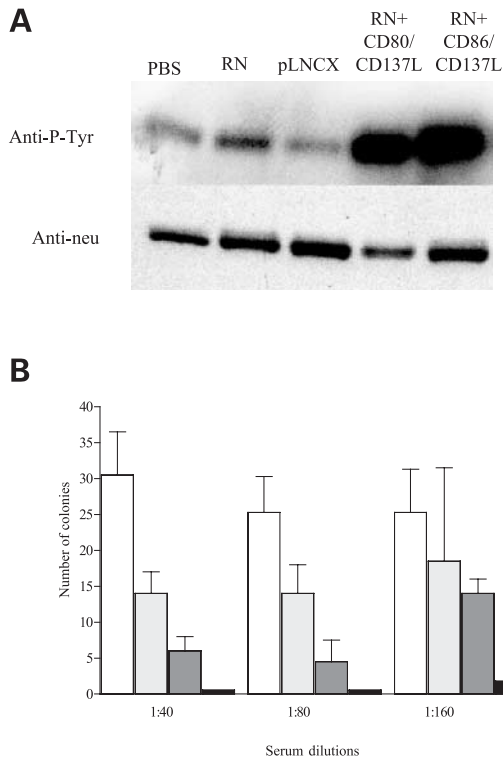 A
PBS
RN
pLNCX
RN+
CD80/
CD137L
RN+
CD86/
CD137L
Anti-P-Tyr
Anti-neu
B
Number of colonies
40
35
30
25
20
15
10
5
0
1:40
1:80
1:160
Serum dilutions